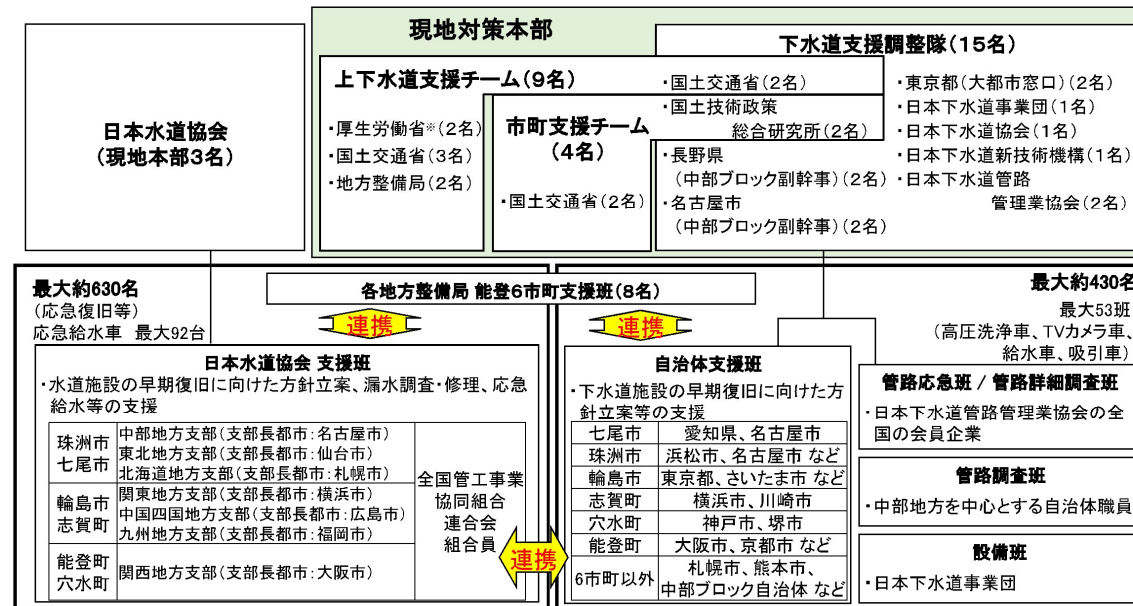 現地対策本部
日本水道協会
(現地本部3名)
上下水道支援チーム(9名)
・厚生労働省※(2名)
・国土交通省(3名)
・地方整備局(2名)
市町支援チーム
(4名)
・国土交通省(2名)
下水道支援調整隊(15名)
・国土交通省(2名)
・国土技術政策
総合研究所(2名)
・長野県
(中部ブロック副幹事)(2名)
・名古屋市
(中部ブロック副幹事)(2名)
・東京都(大都市窓口)(2名)
・日本下水道事業団(1名)
・日本下水道協会(1名)
・日本下水道新技術機構(1名)
・日本下水道管路
管理業協会(2名)
各地方整備局 能登6市町支援班(8名)
最大約630名
(応急復旧等)
応急給水車 最大92台
連携
連携
日本水道協会 支援班
・水道施設の早期復旧に向けた方針立案、漏水調査・修理、応急
給水等の支援
珠洲市
七尾市
中部地方支部(支部長都市:名古屋市)
東北地方支部(支部長都市:仙台市)
北海道地方支部(支部長都市:札幌市)
輪島市
志賀町
関東地方支部(支部長都市:横浜市)
中国四国地方支部(支部長都市:広島市)
九州地方支部(支部長都市:福岡市)
能登町
穴水町
関西地方支部(支部長都市:大阪市)
全国管工事業
協同組合
連合会
組合員
連携
自治体支援班
・下水道施設の早期復旧に向けた方
針立案等の支援
七尾市 愛知県、名古屋市
珠洲市 浜松市、名古屋市 など
輪島市 東京都、さいたま市 など
志賀町 横浜市、川崎市
穴水町 神戸市、堺市
能登町 大阪市、京都市 など
6市町以外 札幌市、熊本市、
中部ブロック自治体 など
最大約430名
最大53班
(高圧洗浄車、TVカメラ車、
給水車、吸引車)
管路応急班 / 管路詳細調査班
・日本下水道管路管理業協会の全
国の会員企業
管路調査班
・中部地方を中心とする自治体職員
設備班
・日本下水道事業団